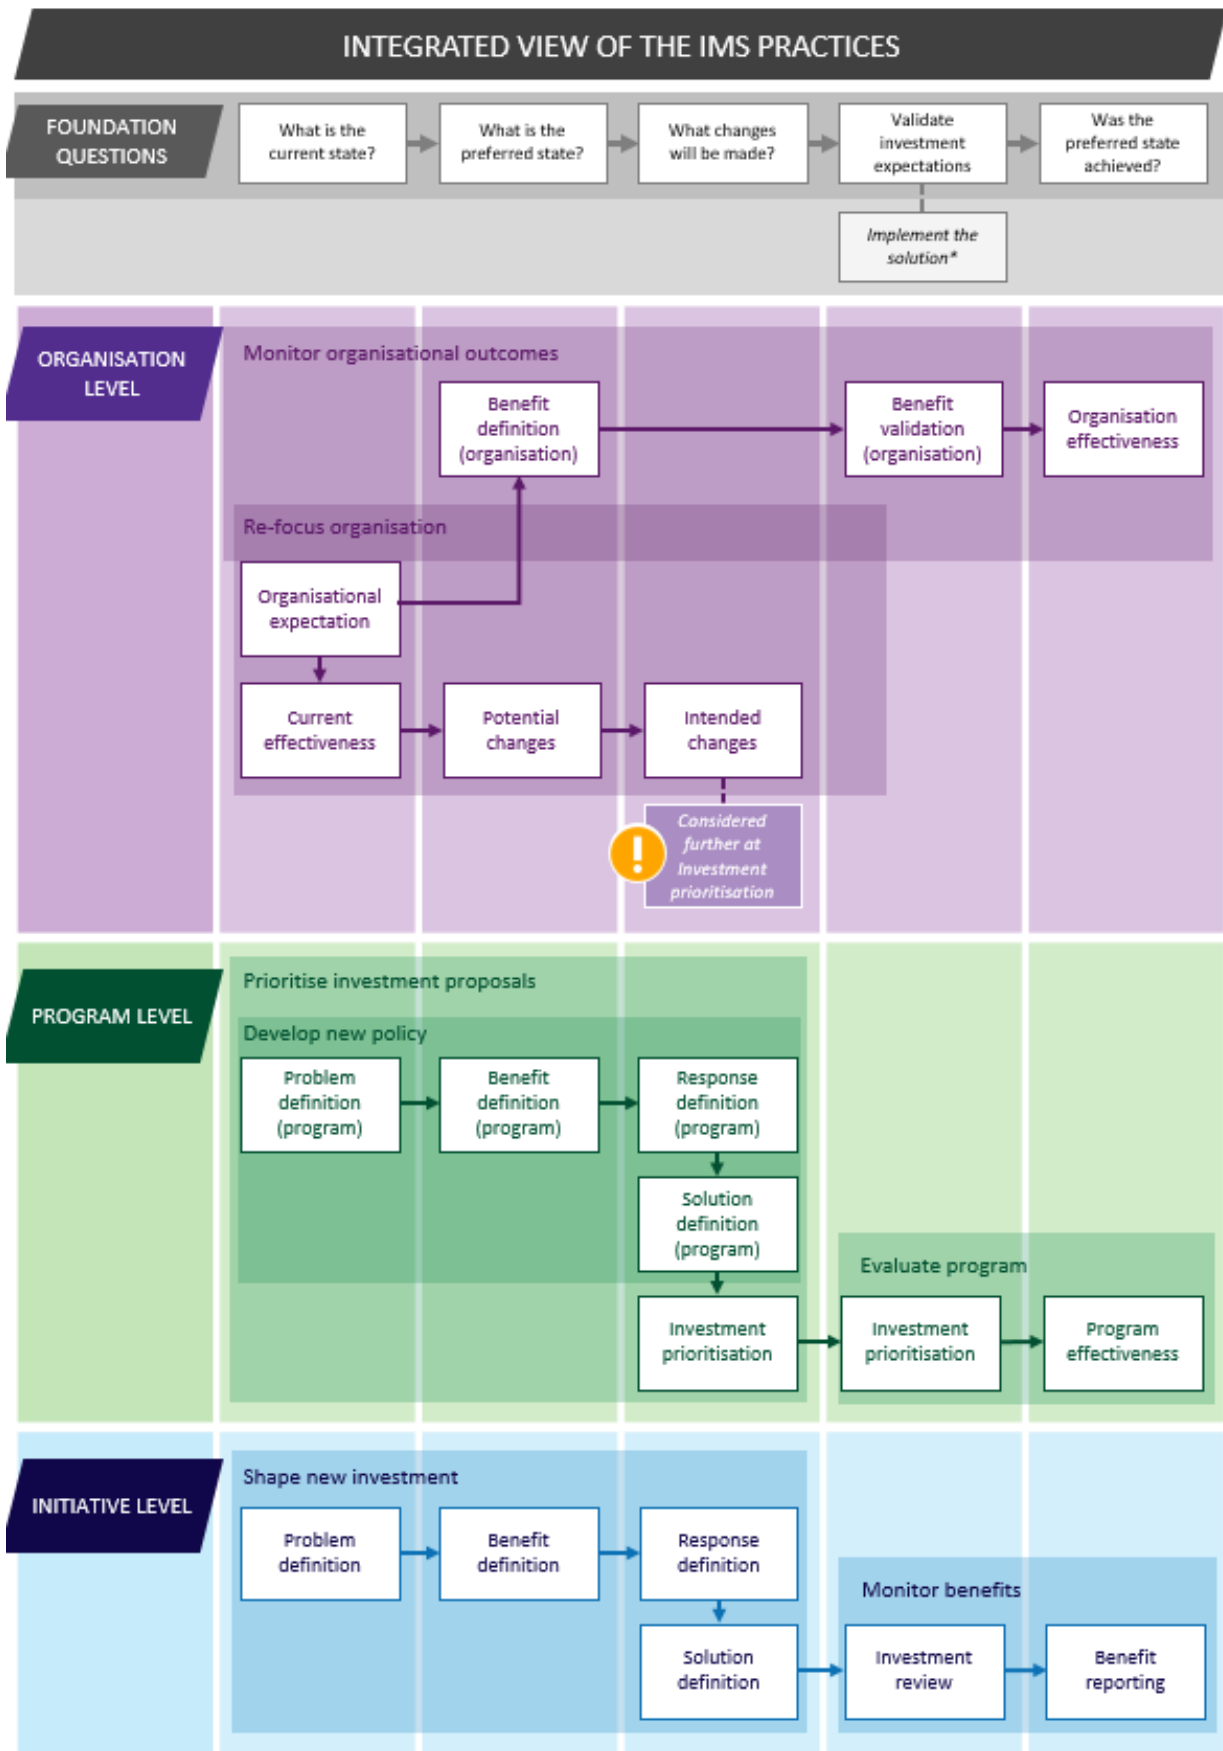 INTEGRATED VIEW OF THE IMS PRACTICES
FOUNDATION
QUESTIONS
What is the
current state?
What is the
preferred state?
What changes
will be made?
Validate
investment
expectations
Was the
preferred state
achieved?
Implement the
solution*
ORGANISATION
LEVEL
Monitor organisational outcomes
Benefit
definition
(organisation)
Benefit
validation
(organisation)
Organisation
effectiveness
Re-focus organisation
Organisational
expectation
Current
effectiveness
Potential
changes
Intended
changes
!
Considered
further at
Investment
prioritisation
PROGRAM LEVEL
Prioritise investment proposals
Develop new policy
Problem
definition
(program)
Benefit
definition
(program)
Response
definition
(program)
Solution
definition
(program)
Evaluate program
Investment
prioritisation
Investment
prioritisation
Program
effectiveness
INITIATIVE LEVEL
Shape new investment
Problem
definition
Benefit
definition
Response
definition
Monitor benefits
Solution
definition
Investment
review
Benefit
reporting